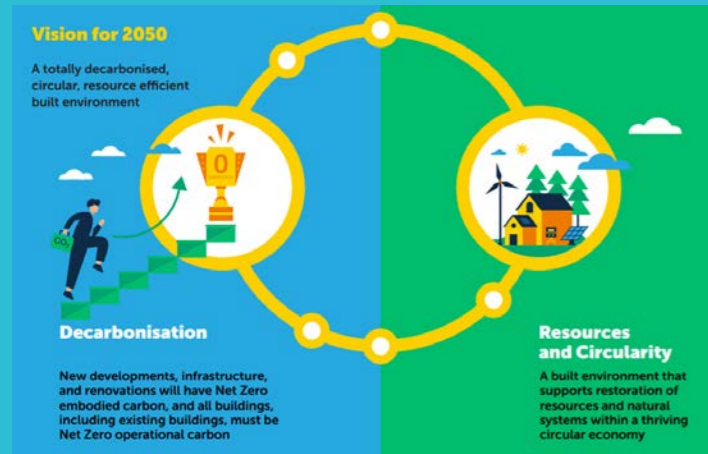 Vision for 2050
A totally decarbonised,
circular, resource efficient
built environment
0
CO₂
Decarbonisation
New developments, infrastructure,
and renovations will have Net Zero
embodied carbon, and all buildings,
including existing buildings, must be
Net Zero operational carbon
Resources
and Circularity
A built environment that
supports restoration of
resources and natural
systems within a thriving
circular economy